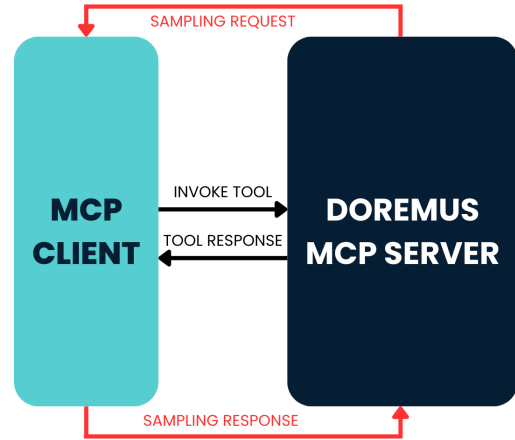 SAMPLING REQUEST
MCP
CLIENT
INVOKE TOOL
TOOL RESPONSE
DOREMUS
MCP SERVER
SAMPLING RESPONSE